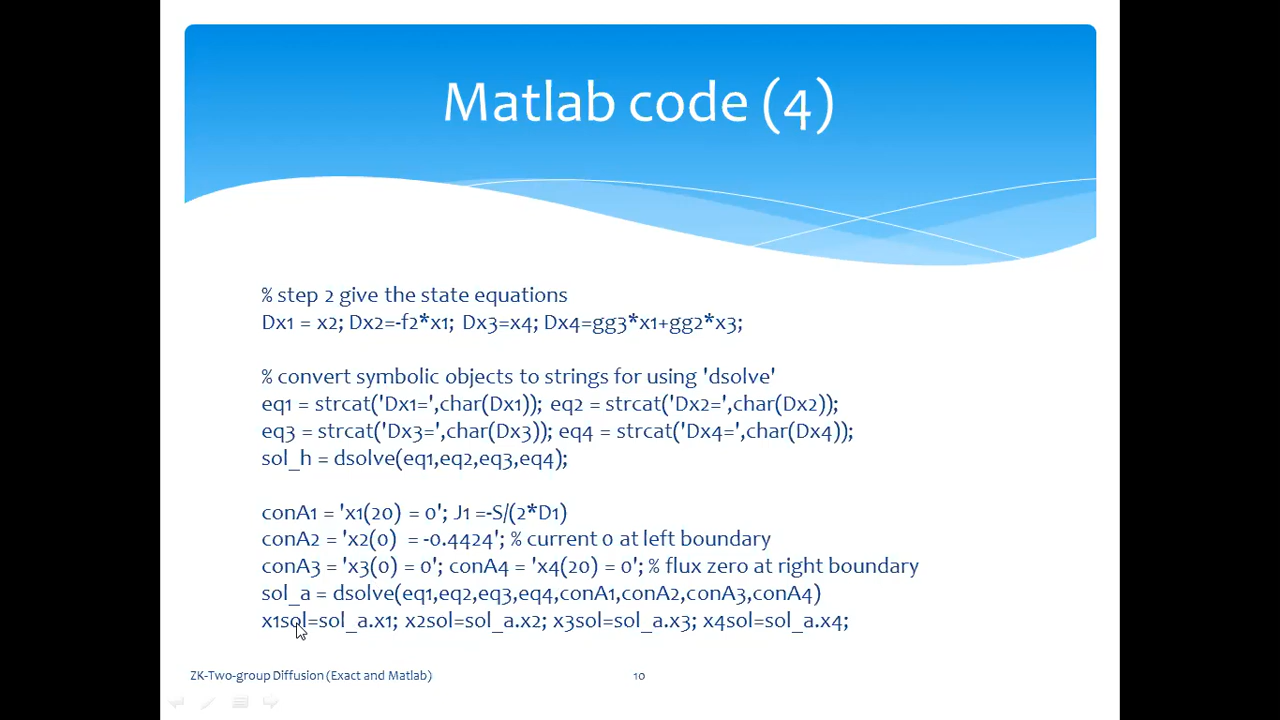 Matlab code (4)
% step 2 give the state equations
Dx1 = x2; Dx2=-f2*x1; Dx3=x4; Dx4=gg3*x1+gg2*x3;
% convert symbolic objects to strings for using 'dsolve'
eq1 = strcat('Dx1=',char(Dx1)); eq2 = strcat('Dx2=',char(Dx2));
eq3 = strcat('Dx3=',char(Dx3)); eq4 = strcat('Dx4=',char(Dx4));
sol_h = dsolve(eq1,eq2,eq3,eq4);
conA1 = 'x1(20) = 0'; J1 =-S/(2*D1)
conA2 = 'x2(0) = -0.4424'; % current 0 at left boundary
conA3 = 'x3(0) = 0'; conA4 = 'x4(20) = 0'; % flux zero at right boundary
sol_a = dsolve(eq1,eq2,eq3,eq4,conA1,conA2,conA3,conA4)
x1sol=sol_a.x1; x2sol=sol_a.x2; x3sol=sol_a.x3; x4sol=sol_a.x4;
ZK-Two-group Diffusion (Exact and Matlab)
10